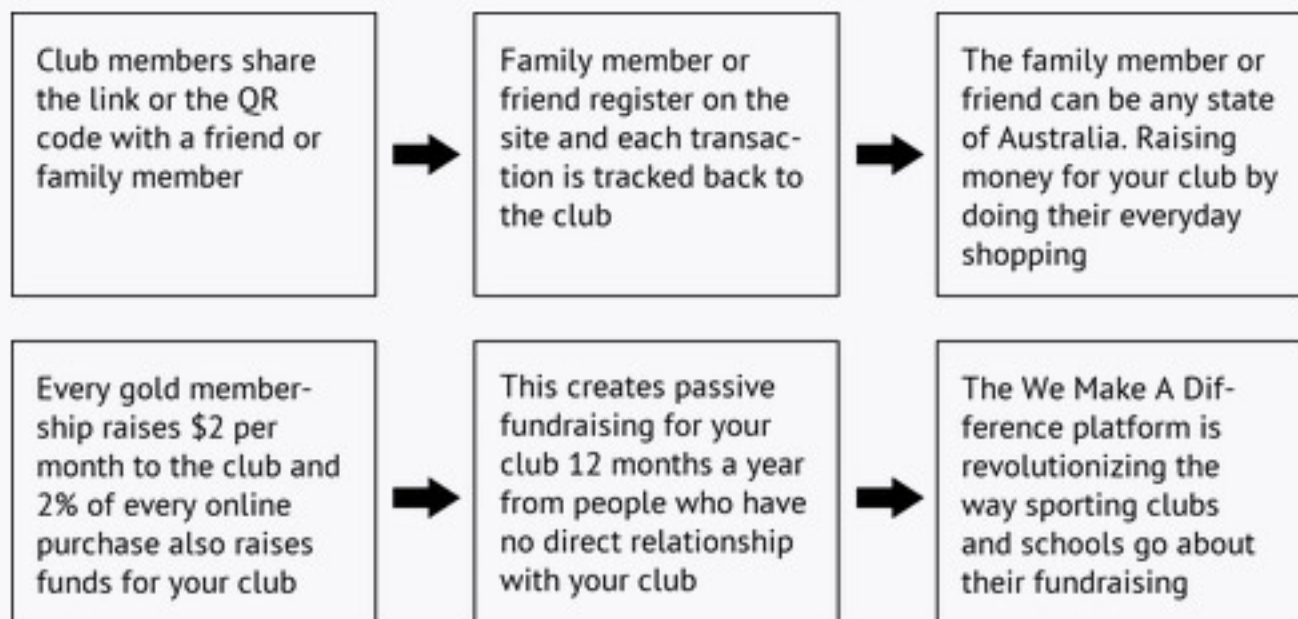 Club members share
the link or the QR
code with a friend or
family member
Family member or
friend register on the
site and each transac-
tion is tracked back to
the club
The family member or
friend can be any state
of Australia. Raising
money for your club by
doing their everyday
shopping
Every gold member-
ship raises $2 per
month to the club and
2% of every online
purchase also raises
funds for your club
This creates passive
fundraising for your
club 12 months a year
from people who have
no direct relationship
with your club
The We Make A Dif-
ference platform is
revolutionizing the
way sporting clubs
and schools go about
their fundraising